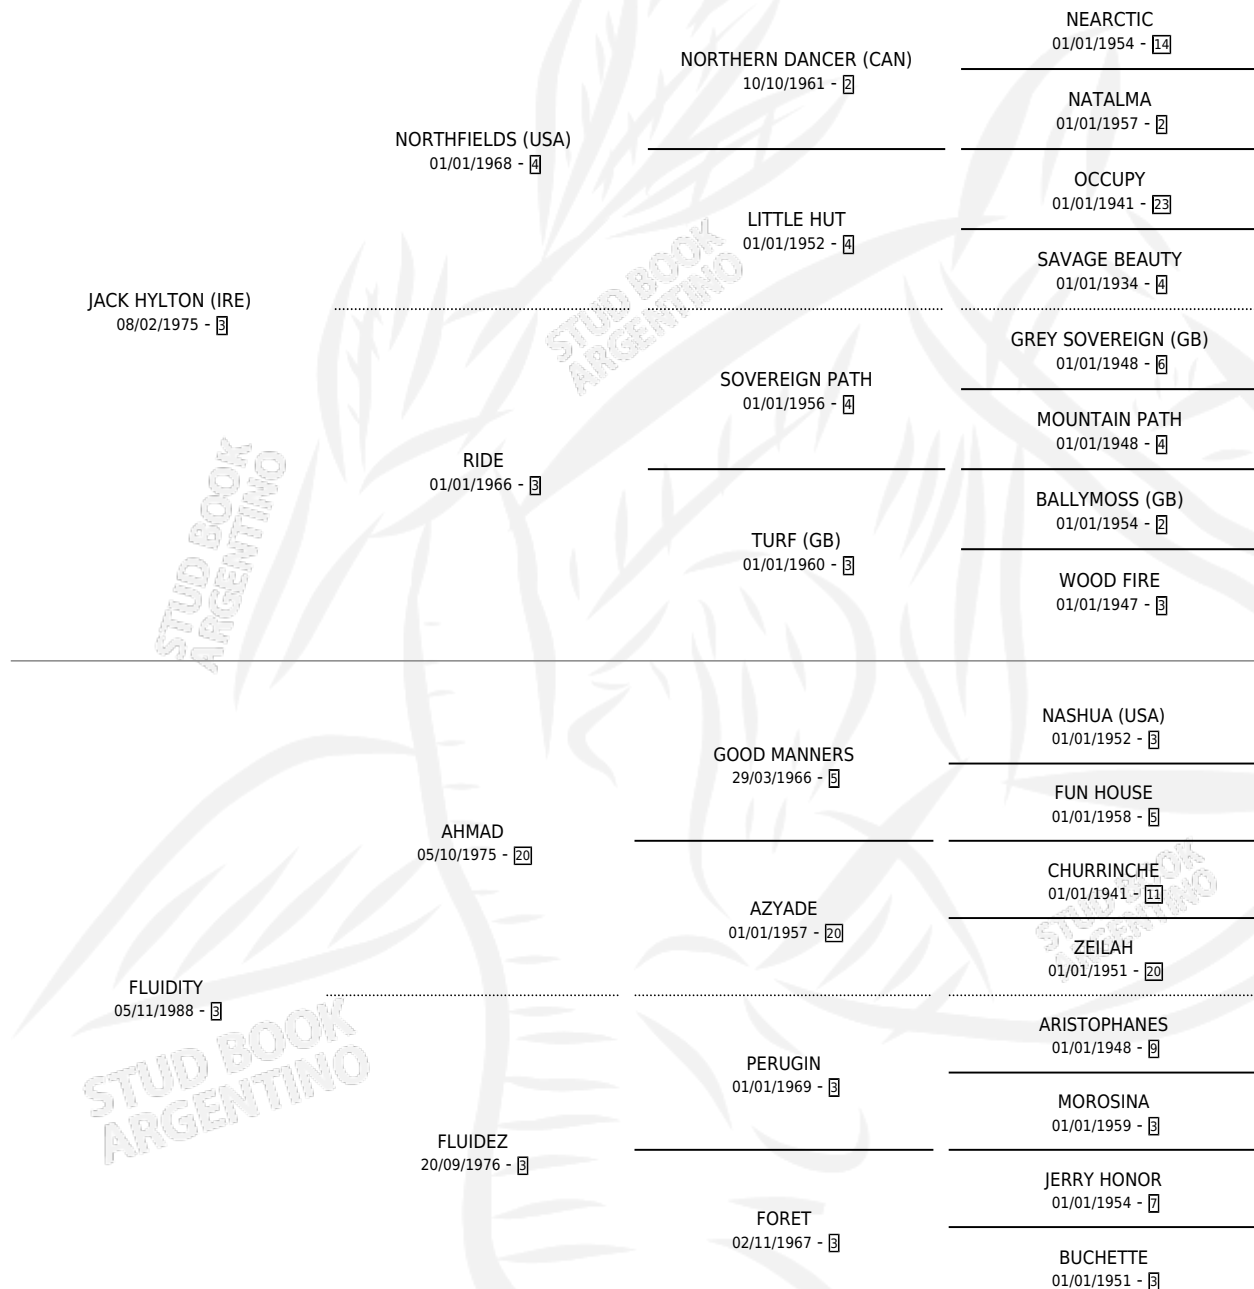 NEARCTIC
01/01/1954 - 14
NORTHERN DANCER (CAN)
10/10/1961 - 2
NATALMA
01/01/1957 - 2
NORTHFIELDS (USA)
01/01/1968 - 4
OCCUPY
01/01/1941 - 23
LITTLE HUT
01/01/1952 - 4
SAVAGE BEAUTY
01/01/1934 - 4
JACK HYLTON (IRE)
08/02/1975 - 3
GREY SOVEREIGN (GB)
01/01/1948 - 6
SOVEREIGN PATH
01/01/1956 - 4
MOUNTAIN PATH
01/01/1948 - 4
RIDE
01/01/1966 - 3
BALLYMOSS (GB)
01/01/1954 - 2
TURF (GB)
01/01/1960 - 3
WOOD FIRE
01/01/1947 - 3
NASHUA (USA)
01/01/1952 - 3
GOOD MANNERS
29/03/1966 - 5
FUN HOUSE
01/01/1958 - 5
AHMAD
05/10/1975 - 20
CHURRINCHE
01/01/1941 - 11
AZYADE
01/01/1957 - 20
ZEILAH
01/01/1951 - 20
FLUIDITY
05/11/1988 - 3
ARISTOPHANES
01/01/1948 - 9
PERUGIN
01/01/1969 - 3
MOROSINA
01/01/1959 - 3
FLUIDEZ
20/09/1976 - 3
JERRY HONOR
01/01/1954 - 7
FORET
02/11/1967 - 3
BUCHETTE
01/01/1951 - 3
STUD BOOK
ARGENTINO
STUD BOOK
ARGENTINO
STUD BOOK
ARGENTINO
STUD BOOK
ARGENTINO